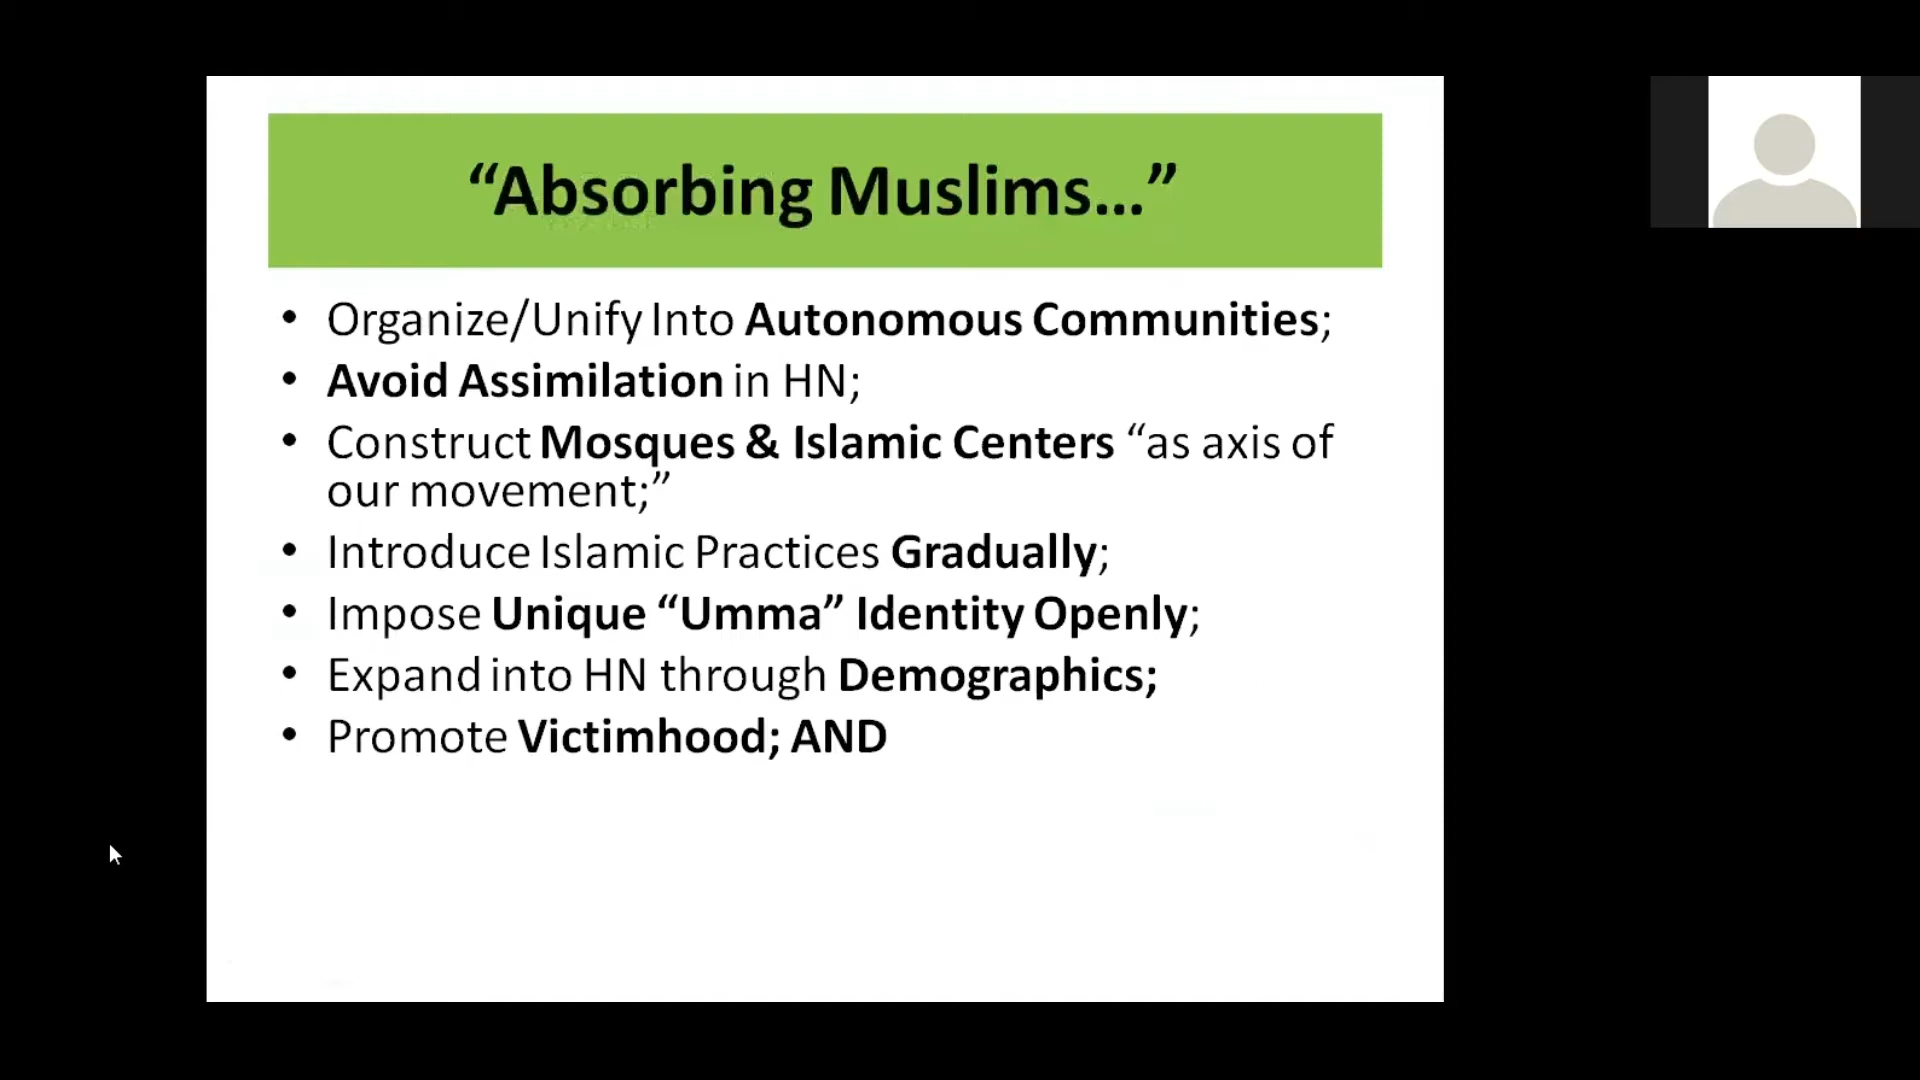 “Absorbing Muslims...”
• Organize/Unify Into Autonomous Communities;
• Avoid Assimilation in HN;
• Construct Mosques & Islamic Centers “as axis of
our movement;”
• Introduce Islamic Practices Gradually;
• Impose Unique “Umma” Identity Openly;
• Expand into HN through Demographics;
• Promote Victimhood; AND